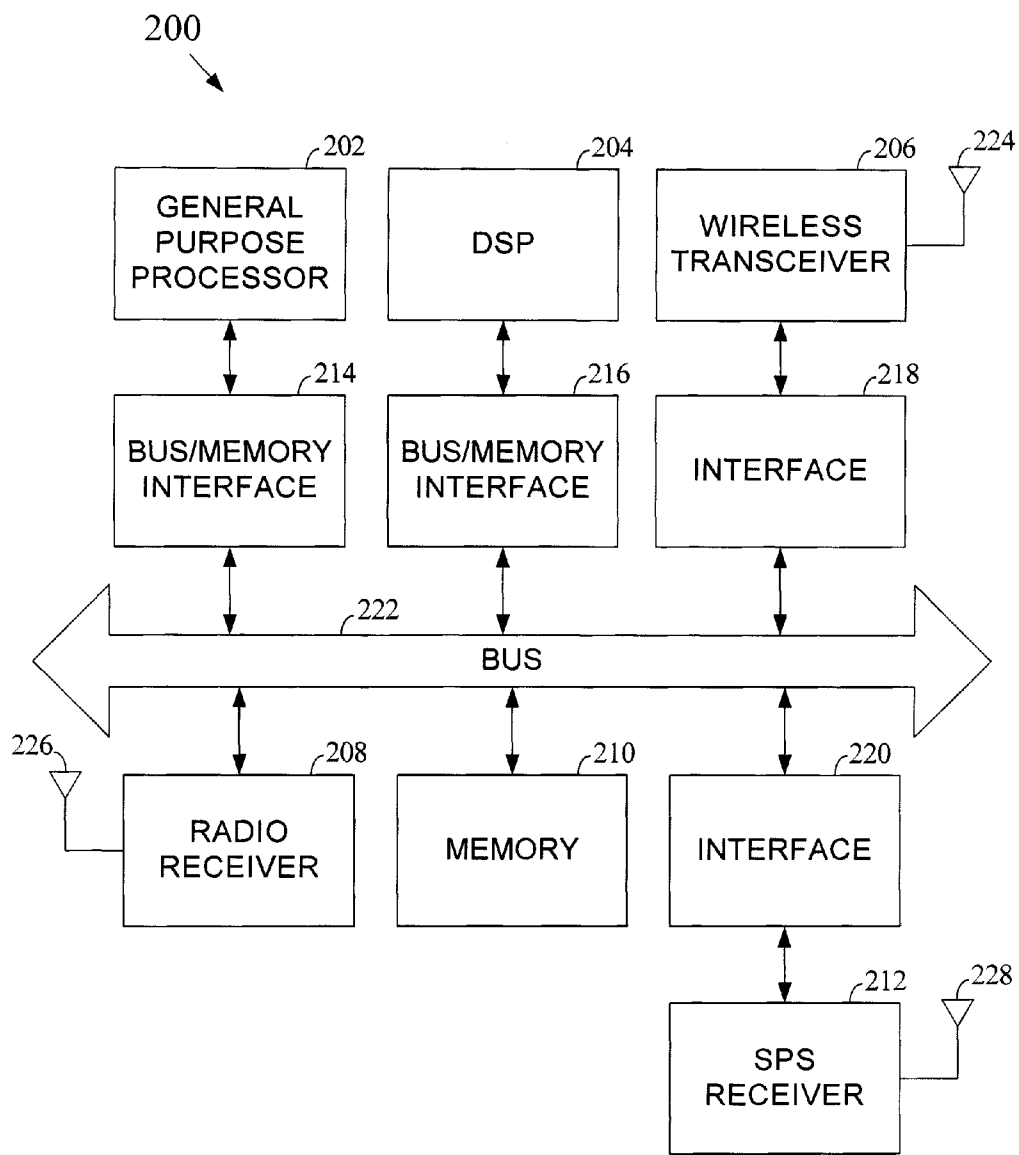 200
202
204
206
224
GENERAL
PURPOSE
PROCESSOR
DSP
WIRELESS
TRANSCEIVER
214
216
218
BUS/MEMORY
INTERFACE
BUS/MEMORY
INTERFACE
INTERFACE
222
BUS
226
208
210
220
RADIO
RECEIVER
MEMORY
INTERFACE
212
228
SPS
RECEIVER